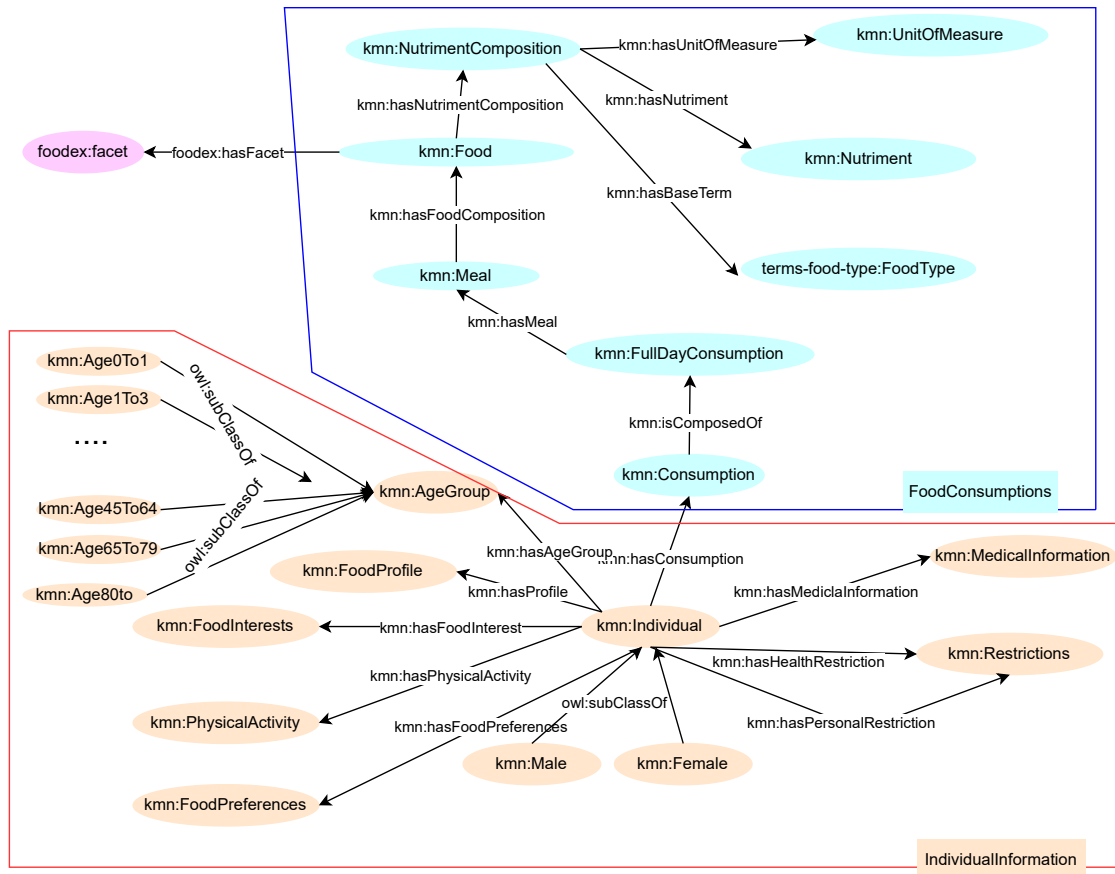 kmn:NutrimentComposition
kmn:hasUnitOfMeasure
kmn:UnitOfMeasure
kmn:hasNutrimentComposition
kmn:hasNutriment
foodex:facet
foodex:hasFacet
kmn:Food
kmn:Nutriment
kmn:hasBaseTerm
kmn:hasFoodComposition
kmn:Meal
terms-food-type:FoodType
kmn:hasMeal
kmn:FullDayConsumption
kmn:Age0To1
owl:subClassOf
kmn:Age1To3
....
kmn:isComposedOf
kmn:Consumption
FoodConsumptions
kmn:AgeGroup
kmn:Age45To64
owl:subClassOf
kmn:Age65To79
kmn:Age80to
kmn:hasAgeGroup
kmn:hasConsumption
kmn:MedicalInformation
kmn:FoodProfile
kmn:hasProfile
kmn:hasMediclaInformation
kmn:FoodInterests
kmn:hasFoodInterest
kmn:Individual
kmn:Restrictions
kmn:hasHealthRestriction
kmn:hasPhysicalActivity
owl:subClassOf
kmn:PhysicalActivity
kmn:hasFoodPreferences
kmn:hasPersonalRestriction
kmn:Male
kmn:Female
kmn:FoodPreferences
IndividualInformation